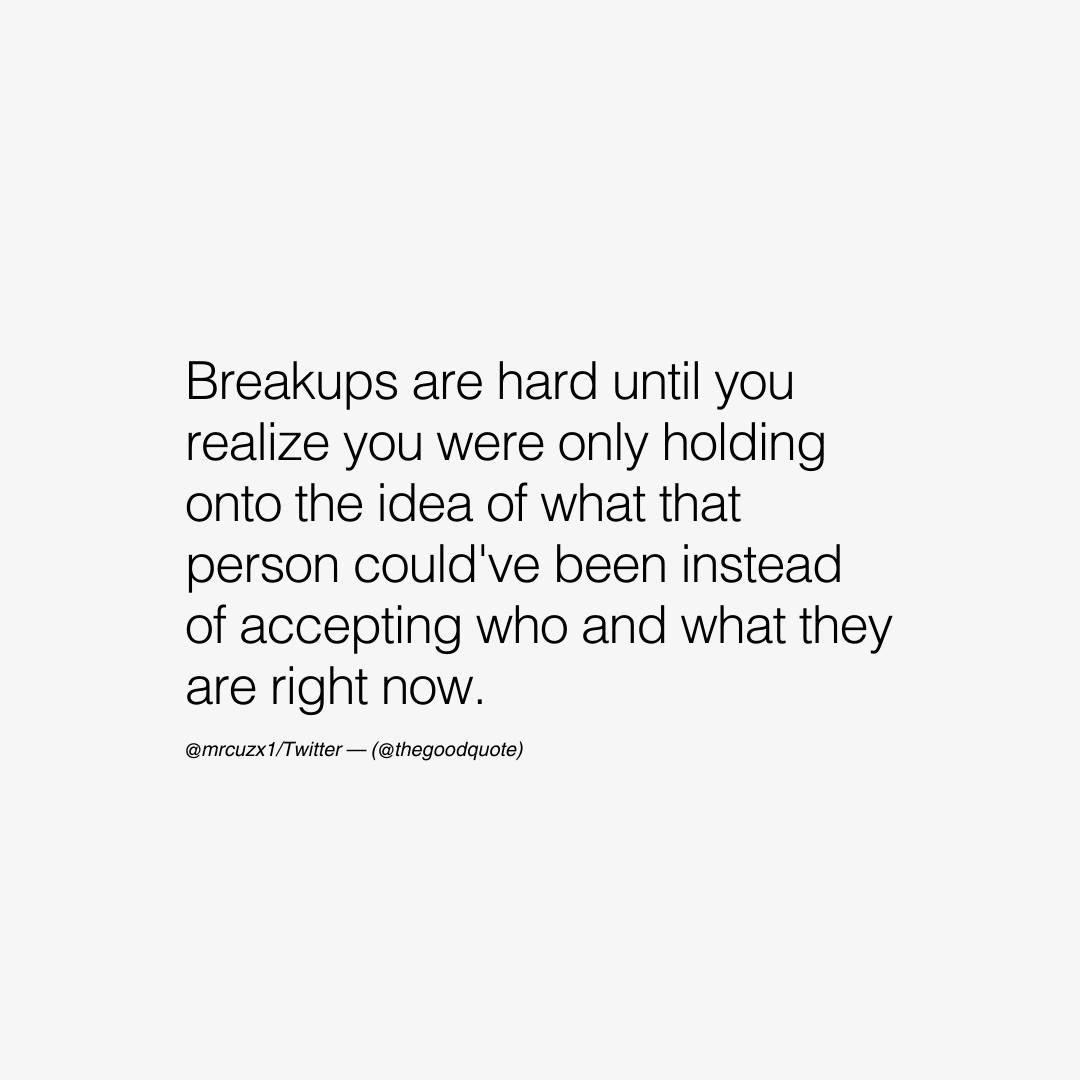 Breakups are hard until you
realize you were only holding
onto the idea of what that
person could've been instead
of accepting who and what they
are right now.
@mrcuzx1/Twitter — (@thegoodquote)